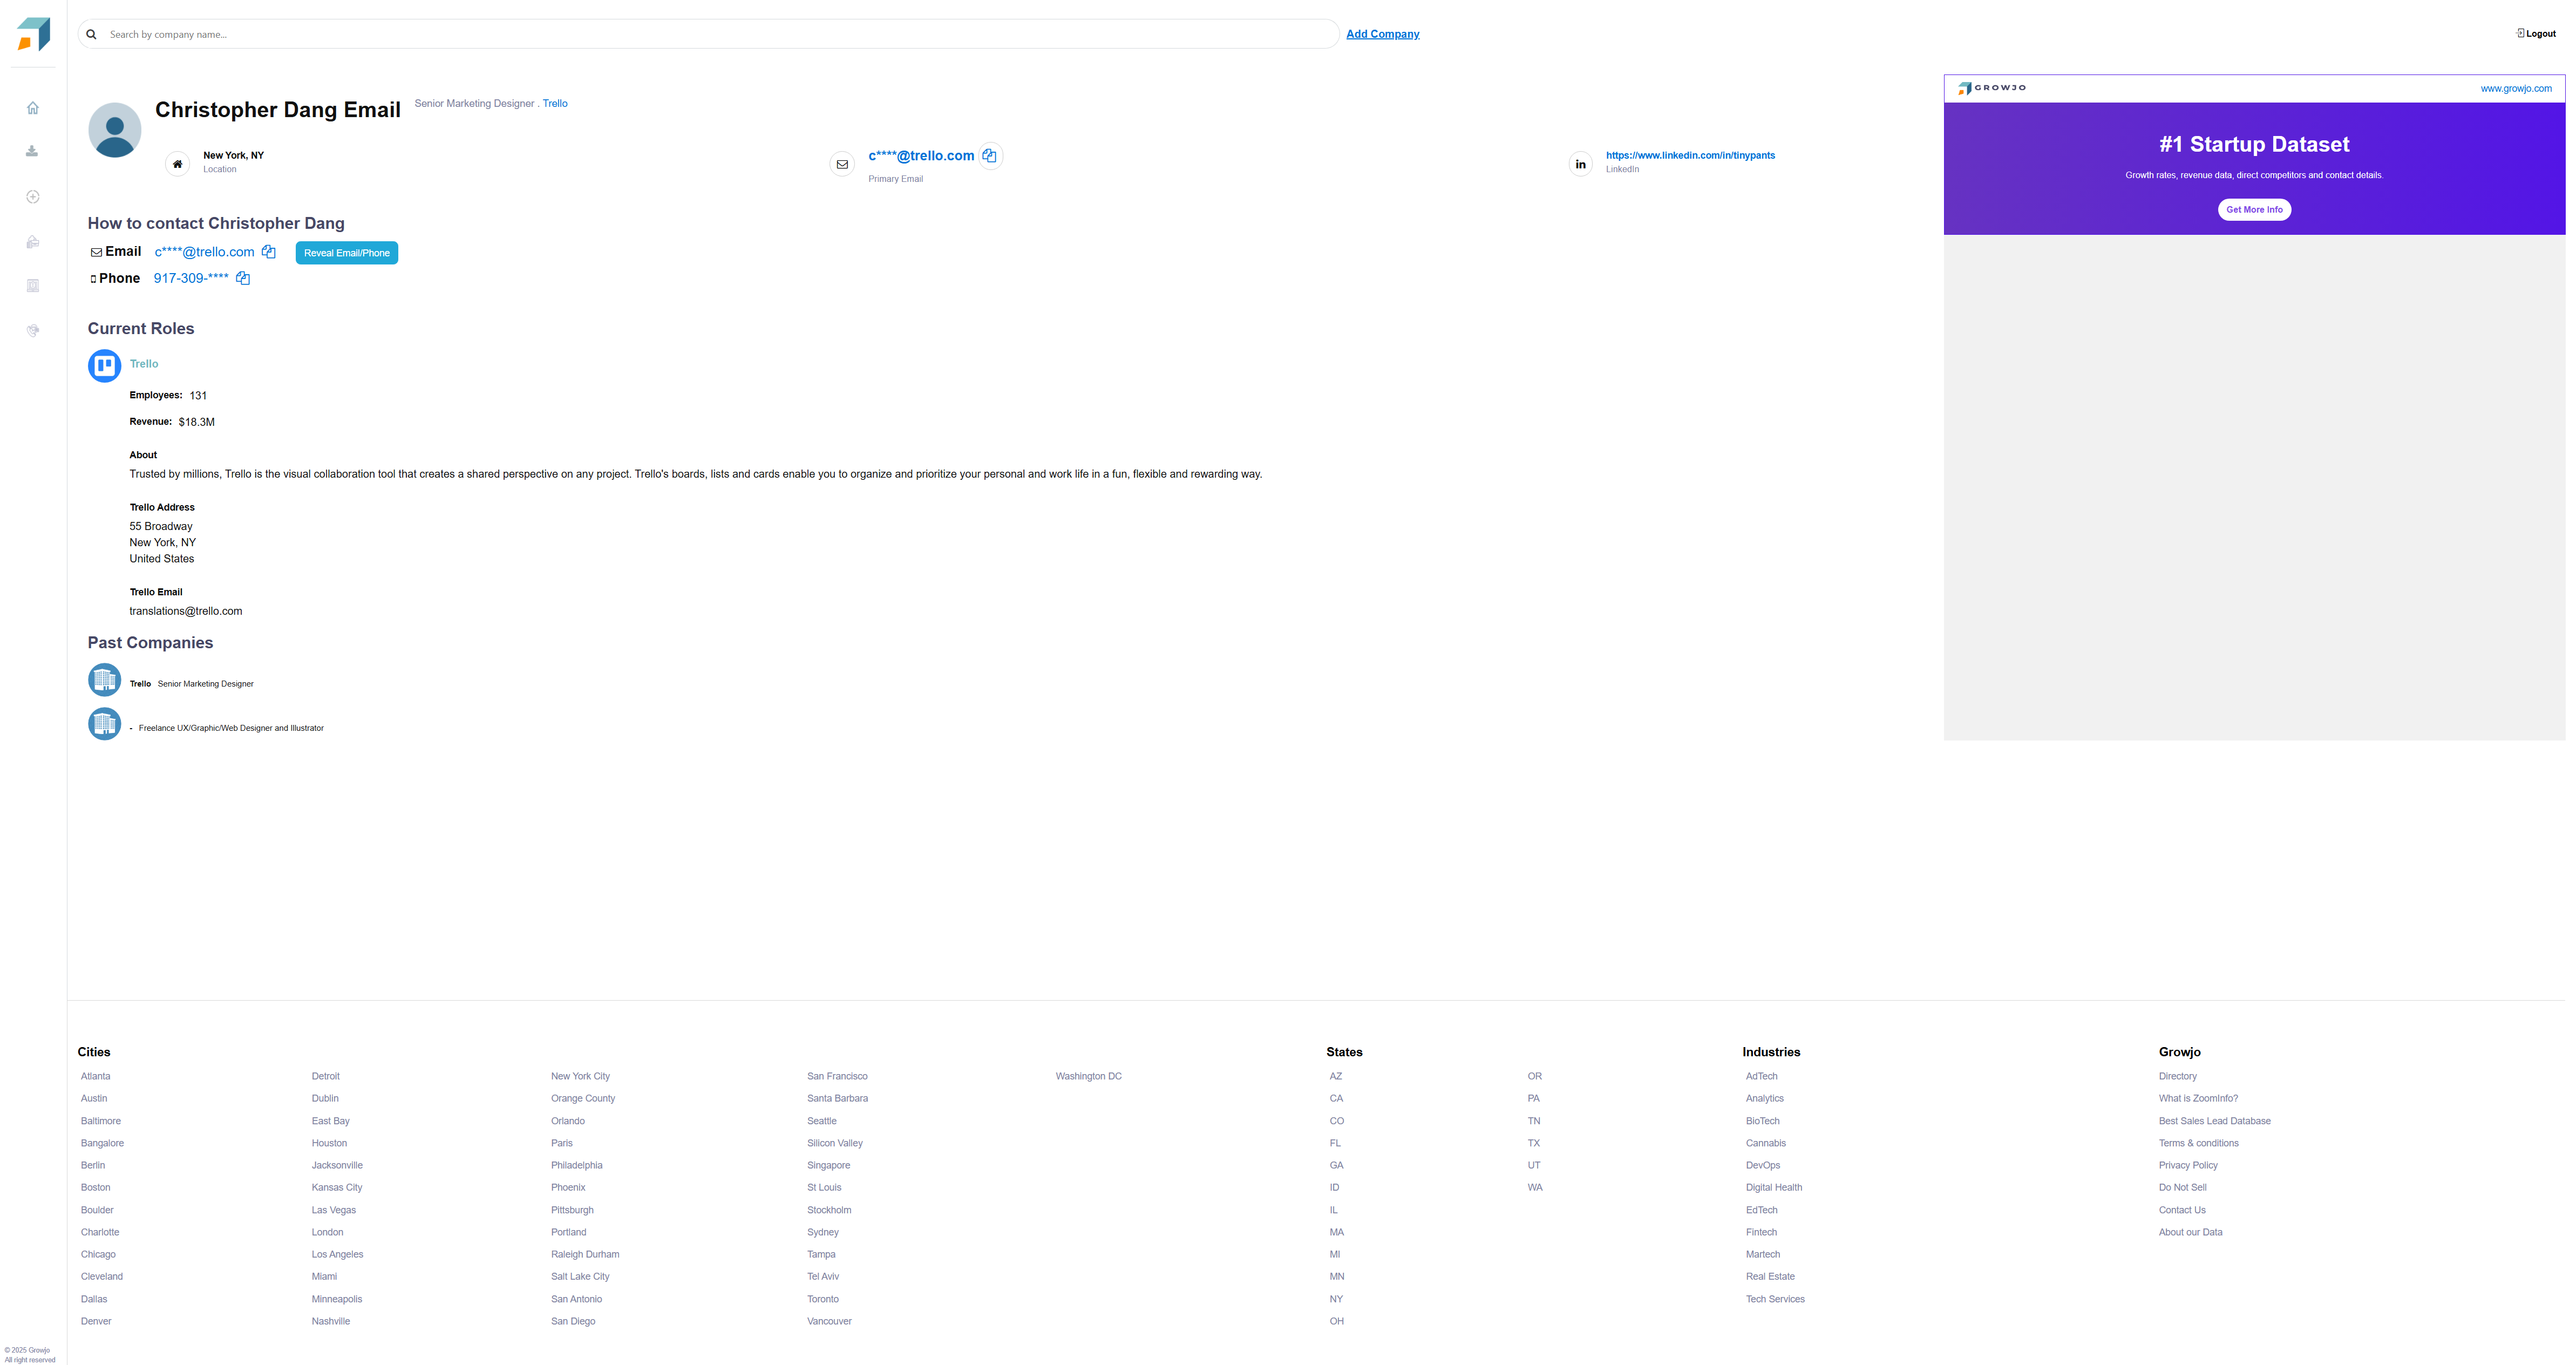 Search by company name...
Add Company
Logout
Christopher Dang Email
Senior Marketing Designer . Trello
New York, NY
Location
c****@trello.com
Primary Email
https://www.linkedin.com/in/tinypants
LinkedIn
GROWJO
www.growjo.com
#1 Startup Dataset
Growth rates, revenue data, direct competitors and contact details.
Get More Info
How to contact Christopher Dang
Email c****@trello.com Reveal Email/Phone
Phone 917-309-****
Current Roles
Trello
Employees: 131
Revenue: $18.3M
About
Trusted by millions, Trello is the visual collaboration tool that creates a shared perspective on any project. Trello's boards, lists and cards enable you to organize and prioritize your personal and work life in a fun, flexible and rewarding way.
Trello Address
55 Broadway
New York, NY
United States
Trello Email
translations@trello.com
Past Companies
Trello Senior Marketing Designer
- Freelance UX/Graphic/Web Designer and Illustrator
Cities
Atlanta
Austin
Baltimore
Bangalore
Berlin
Boston
Boulder
Charlotte
Chicago
Cleveland
Dallas
Denver
Detroit
Dublin
East Bay
Houston
Jacksonville
Kansas City
Las Vegas
London
Los Angeles
Miami
Minneapolis
Nashville
New York City
Orange County
Orlando
Paris
Philadelphia
Phoenix
Pittsburgh
Portland
Raleigh Durham
Salt Lake City
San Antonio
San Diego
San Francisco
Santa Barbara
Seattle
Silicon Valley
Singapore
St Louis
Stockholm
Sydney
Tampa
Tel Aviv
Toronto
Vancouver
Washington DC
States
AZ
CA
CO
FL
GA
ID
IL
MA
MI
MN
NY
OH
OR
PA
TN
TX
UT
WA
Industries
AdTech
Analytics
BioTech
Cannabis
DevOps
Digital Health
EdTech
Fintech
Martech
Real Estate
Tech Services
Growjo
Directory
What is ZoomInfo?
Best Sales Lead Database
Terms & conditions
Privacy Policy
Do Not Sell
Contact Us
About our Data
© 2025 Growjo
All right reserved